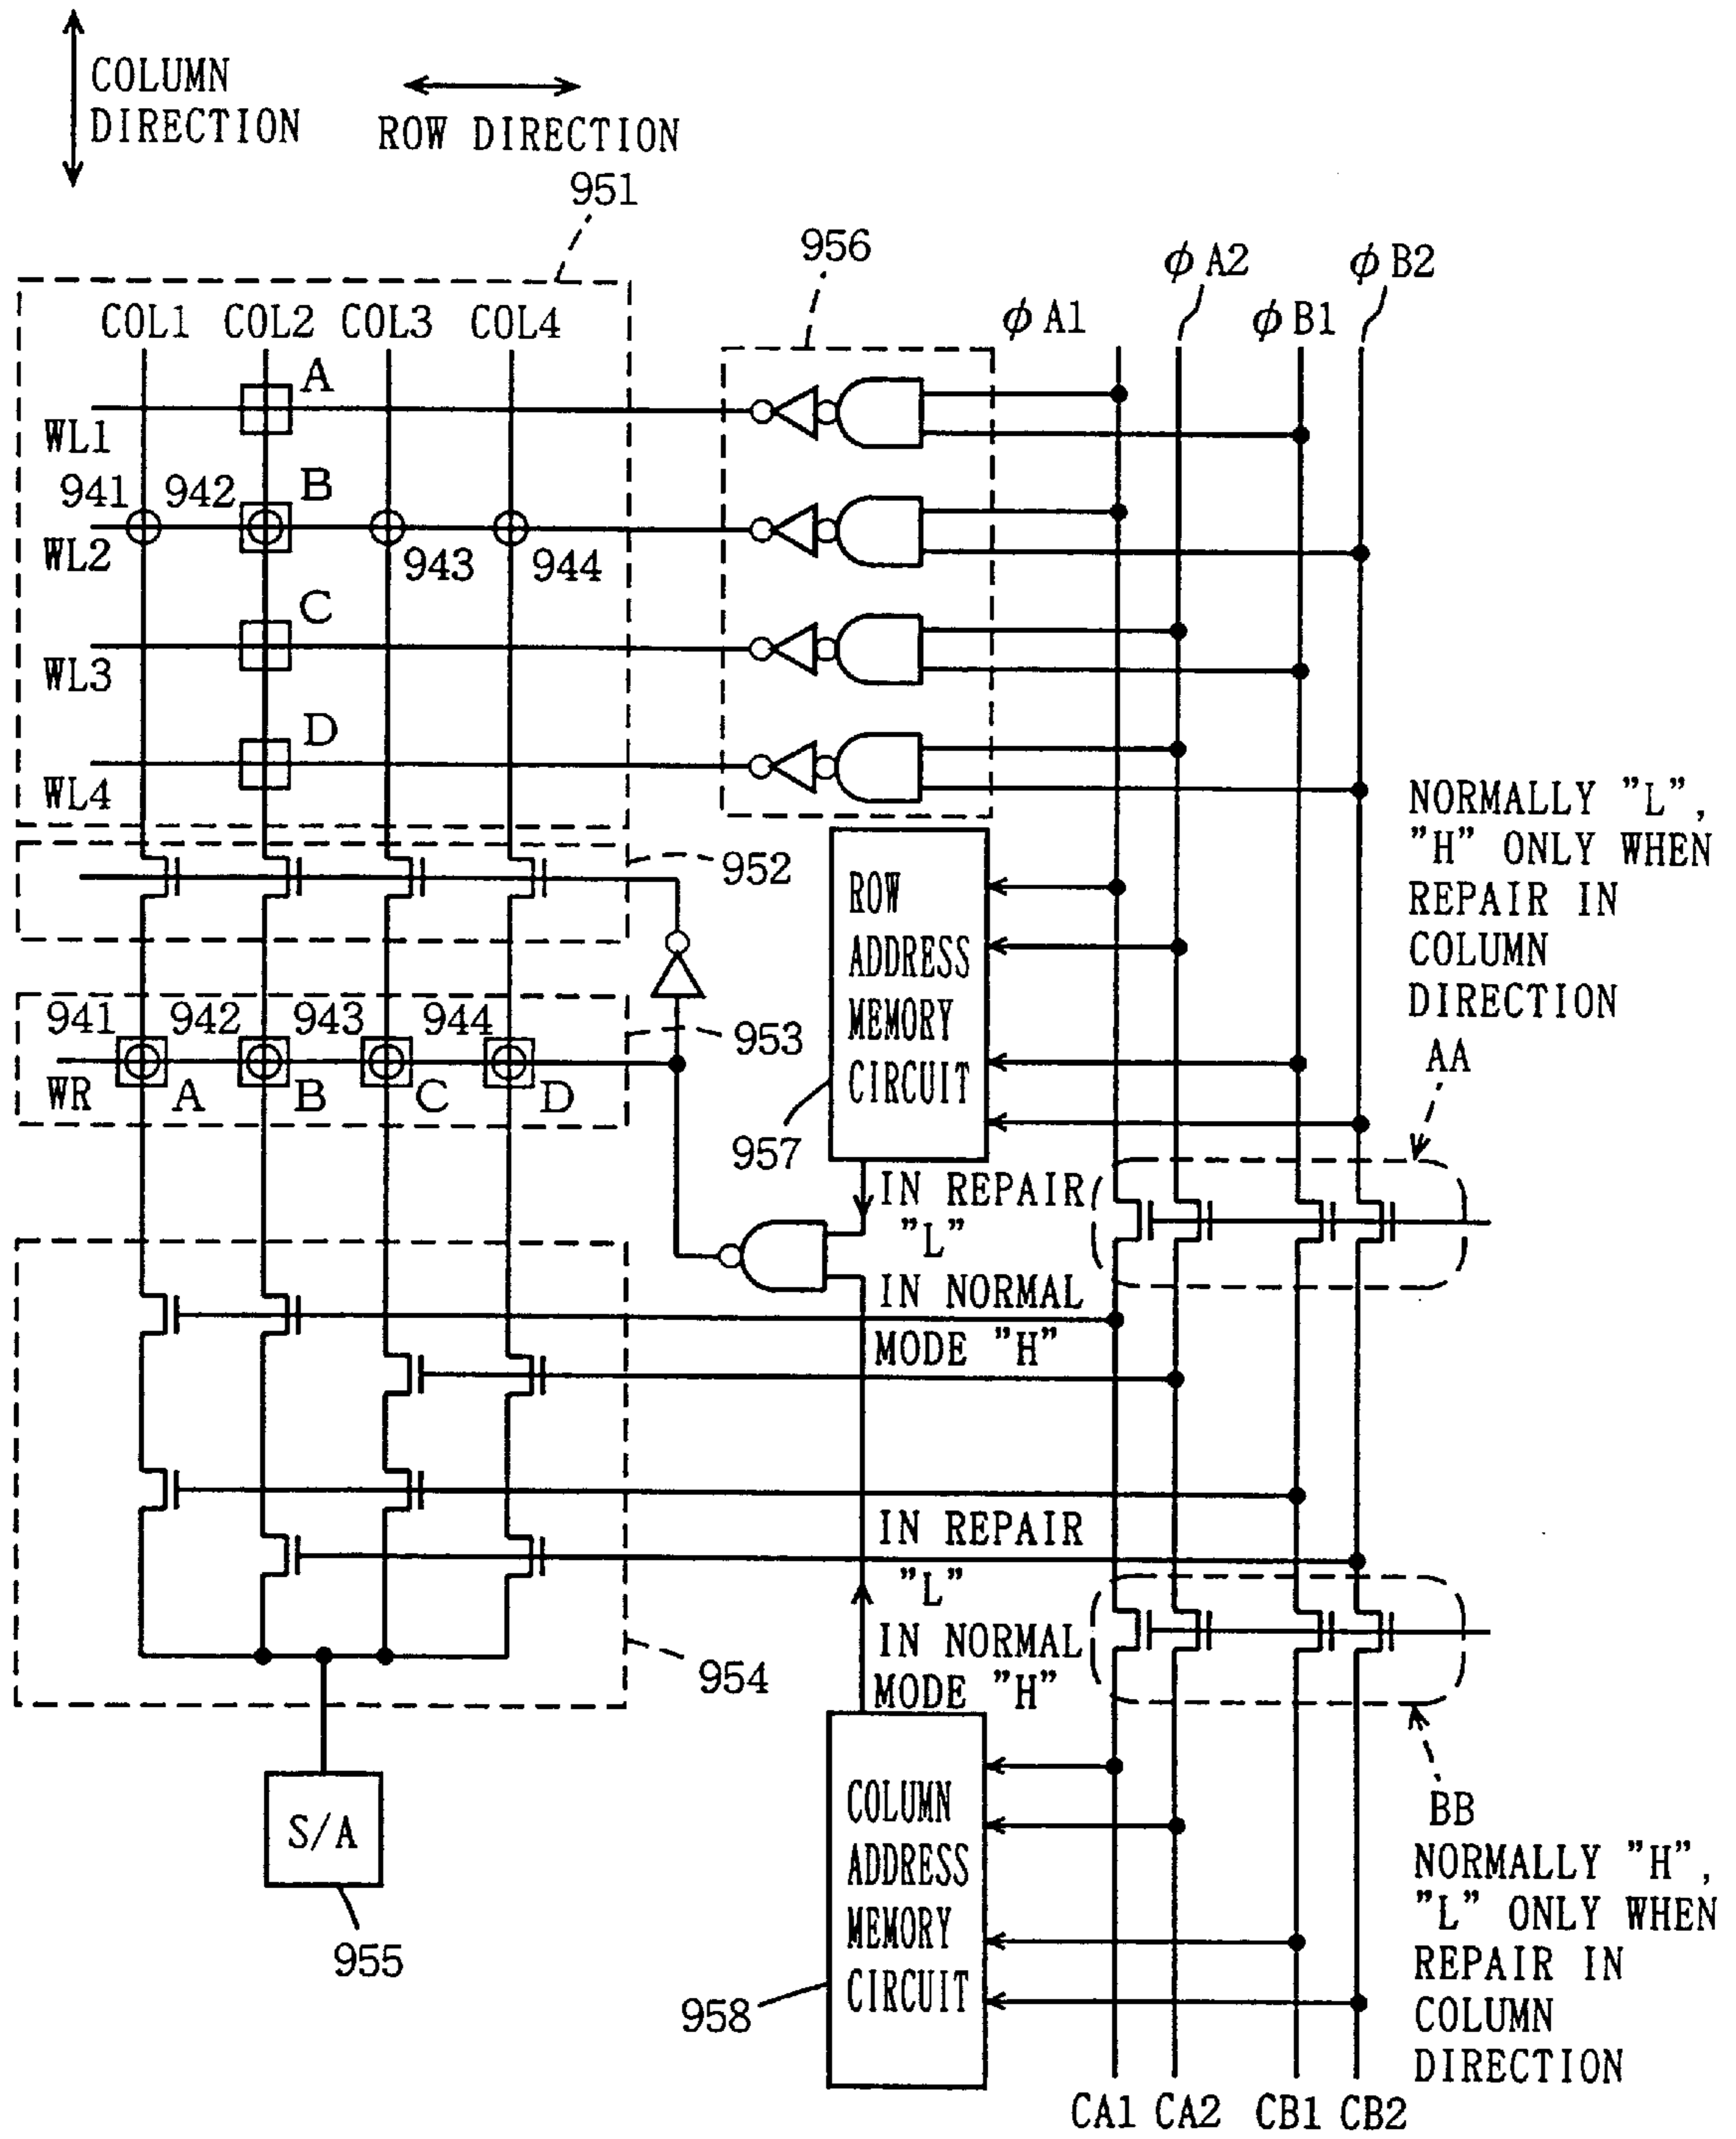 COLUMN
DIRECTION
ROW DIRECTION
951
956
φA2
φB2
φA1
φB1
COL1 COL2 COL3 COL4
A
WL1
941 942 B
WL2
943 944
C
WL3
D
WL4
NORMALLY "L",
"H" ONLY WHEN
REPAIR IN
COLUMN
DIRECTION
AA
952
ROW
ADDRESS
MEMORY
CIRCUIT
941 942 943 944
953
WR A B C D
957
IN REPAIR
"L"
IN NORMAL
MODE "H"
IN REPAIR
"L"
IN NORMAL
MODE "H"
954
S/A
955
COLUMN
ADDRESS
MEMORY
CIRCUIT
958
BB
NORMALLY "H",
"L" ONLY WHEN
REPAIR IN
COLUMN
DIRECTION
CA1 CA2 CB1 CB2